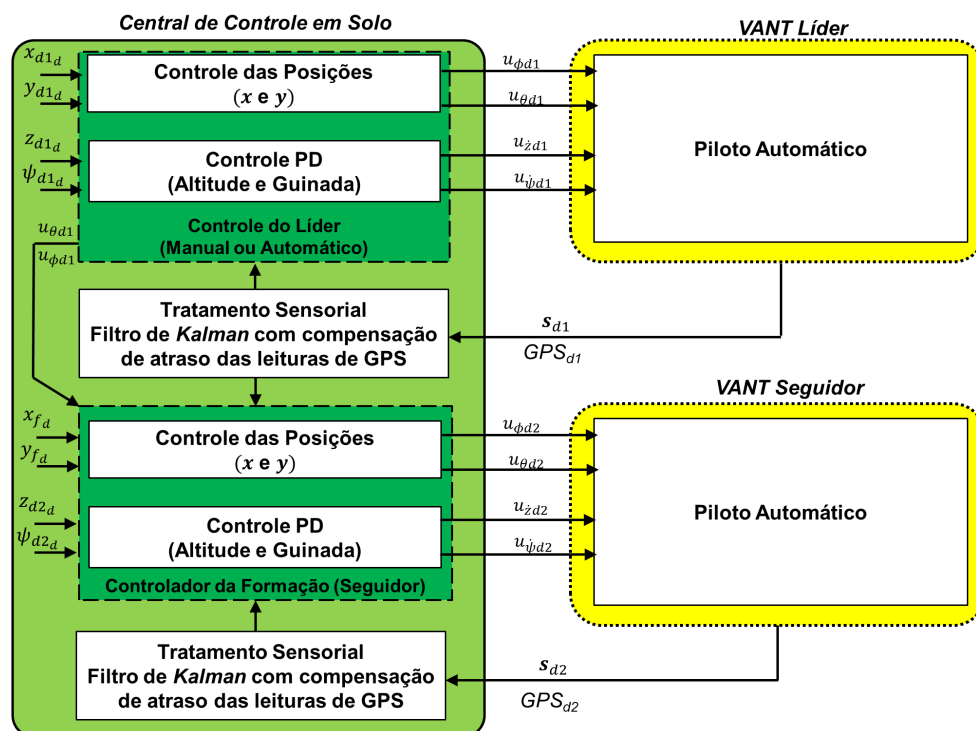 Central de Controle em Solo
VANT Líder
x_{d1_d}
y_{d1_d}
Controle das Posições
(x e y)
u_{ϕd1}
u_{θd1}
z_{d1_d}
ψ_{d1_d}
Controle PD
(Altitude e Guinada)
u_{żd1}
u_{ψ̇d1}
Piloto Automático
u_{θd1}
u_{ϕd1}
Controle do Líder
(Manual ou Automático)
Tratamento Sensorial
Filtro de Kalman com compensação
de atraso das leituras de GPS
s_{d1}
GPS_{d1}
VANT Seguidor
x_{f_d}
y_{f_d}
Controle das Posições
(x e y)
u_{ϕd2}
u_{θd2}
z_{d2_d}
ψ_{d2_d}
Controle PD
(Altitude e Guinada)
u_{żd2}
u_{ψ̇d2}
Piloto Automático
Controlador da Formação (Seguidor)
Tratamento Sensorial
Filtro de Kalman com compensação
de atraso das leituras de GPS
s_{d2}
GPS_{d2}